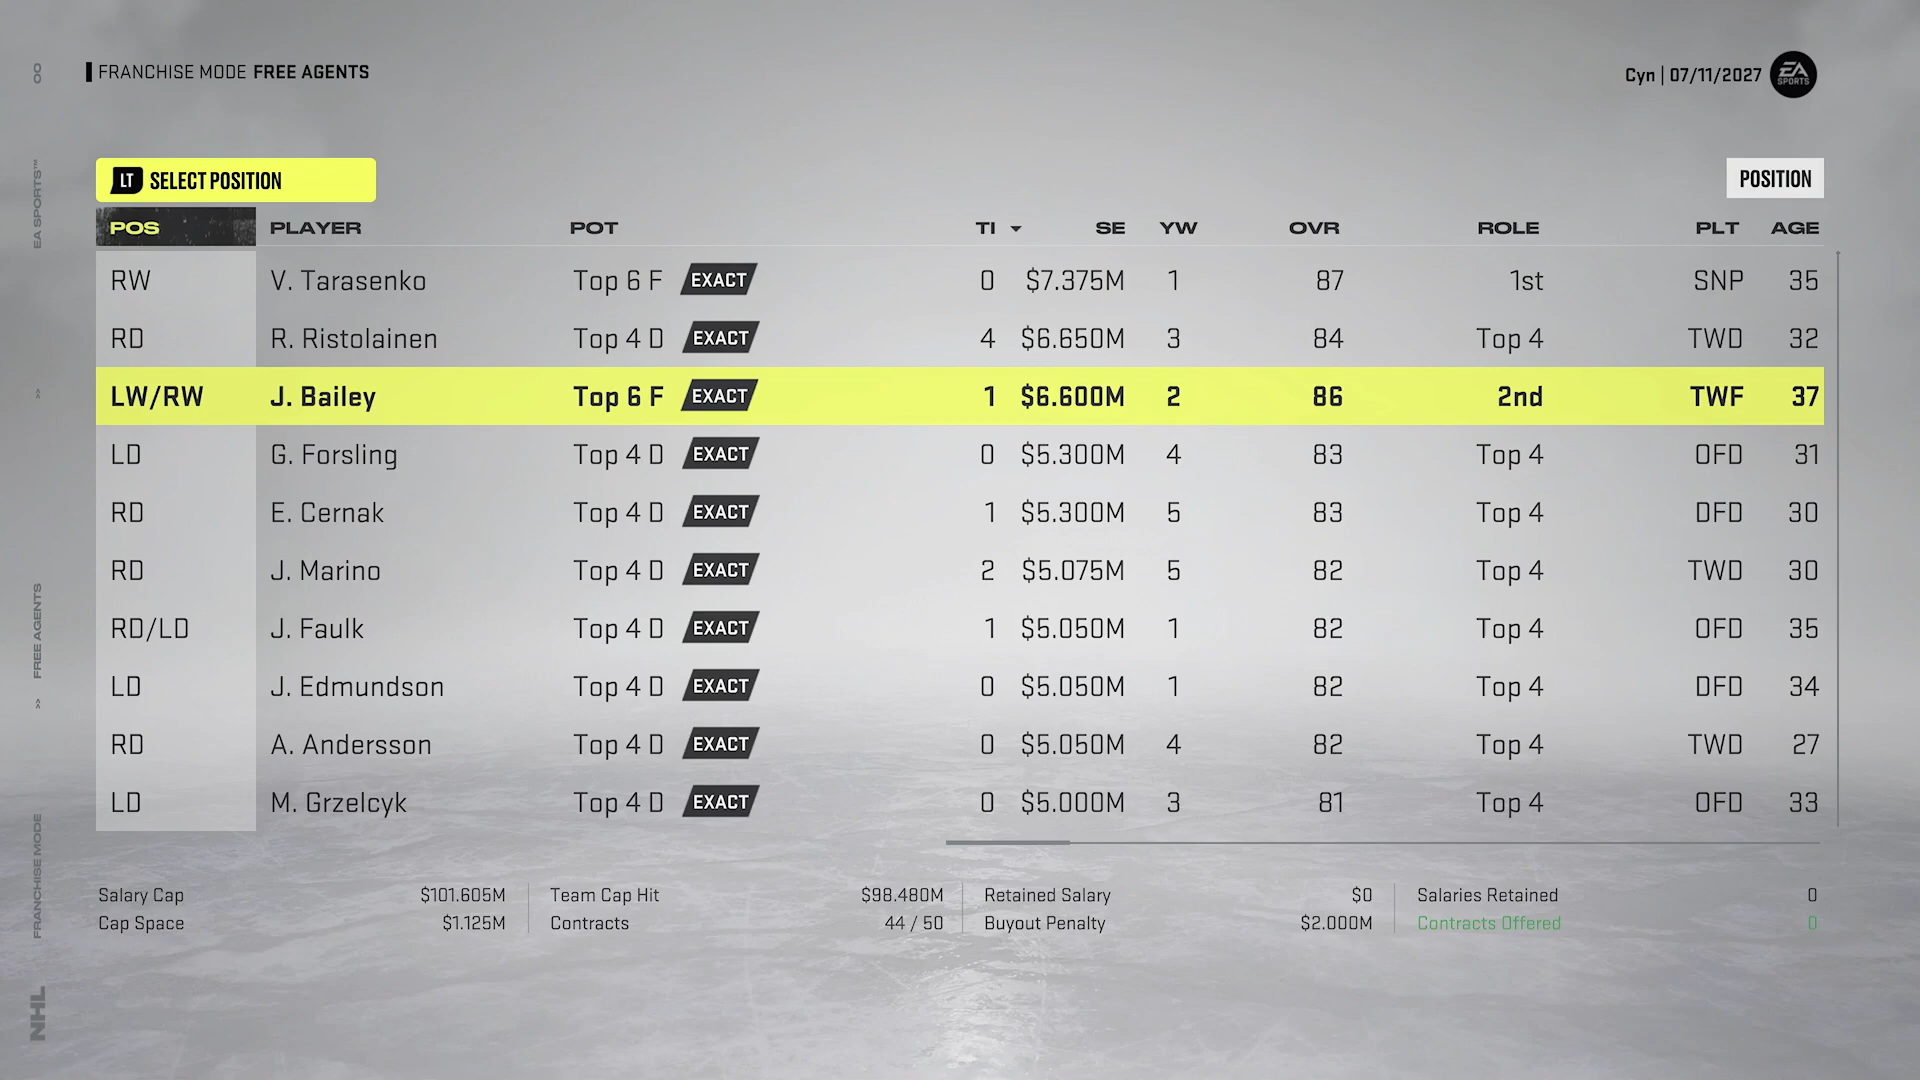 FRANCHISE MODE FREE AGENTS
Cyn | 07/11/2027
EA SPORTS
LT SELECT POSITION
POSITION
POS PLAYER POT TI SE YW OVR ROLE PLT AGE
RW V. Tarasenko Top 6 F EXACT 0 $7.375M 1 87 1st SNP 35
RD R. Ristolainen Top 4 D EXACT 4 $6.650M 3 84 Top 4 TWD 32
LW/RW J. Bailey Top 6 F EXACT 1 $6.600M 2 86 2nd TWF 37
LD G. Forsling Top 4 D EXACT 0 $5.300M 4 83 Top 4 OFD 31
RD E. Cernak Top 4 D EXACT 1 $5.300M 5 83 Top 4 DFD 30
RD J. Marino Top 4 D EXACT 2 $5.075M 5 82 Top 4 TWD 30
RD/LD J. Faulk Top 4 D EXACT 1 $5.050M 1 82 Top 4 OFD 35
LD J. Edmundson Top 4 D EXACT 0 $5.050M 1 82 Top 4 DFD 34
RD A. Andersson Top 4 D EXACT 0 $5.050M 4 82 Top 4 TWD 27
LD M. Grzelcyk Top 4 D EXACT 0 $5.000M 3 81 Top 4 OFD 33
Salary Cap $101.605M Team Cap Hit $98.480M Retained Salary $0 Salaries Retained 0
Cap Space $1.125M Contracts 44 / 50 Buyout Penalty $2.000M Contracts Offered 0
NHL FRANCHISE MODE >> FREE AGENTS >> EA SPORTS™